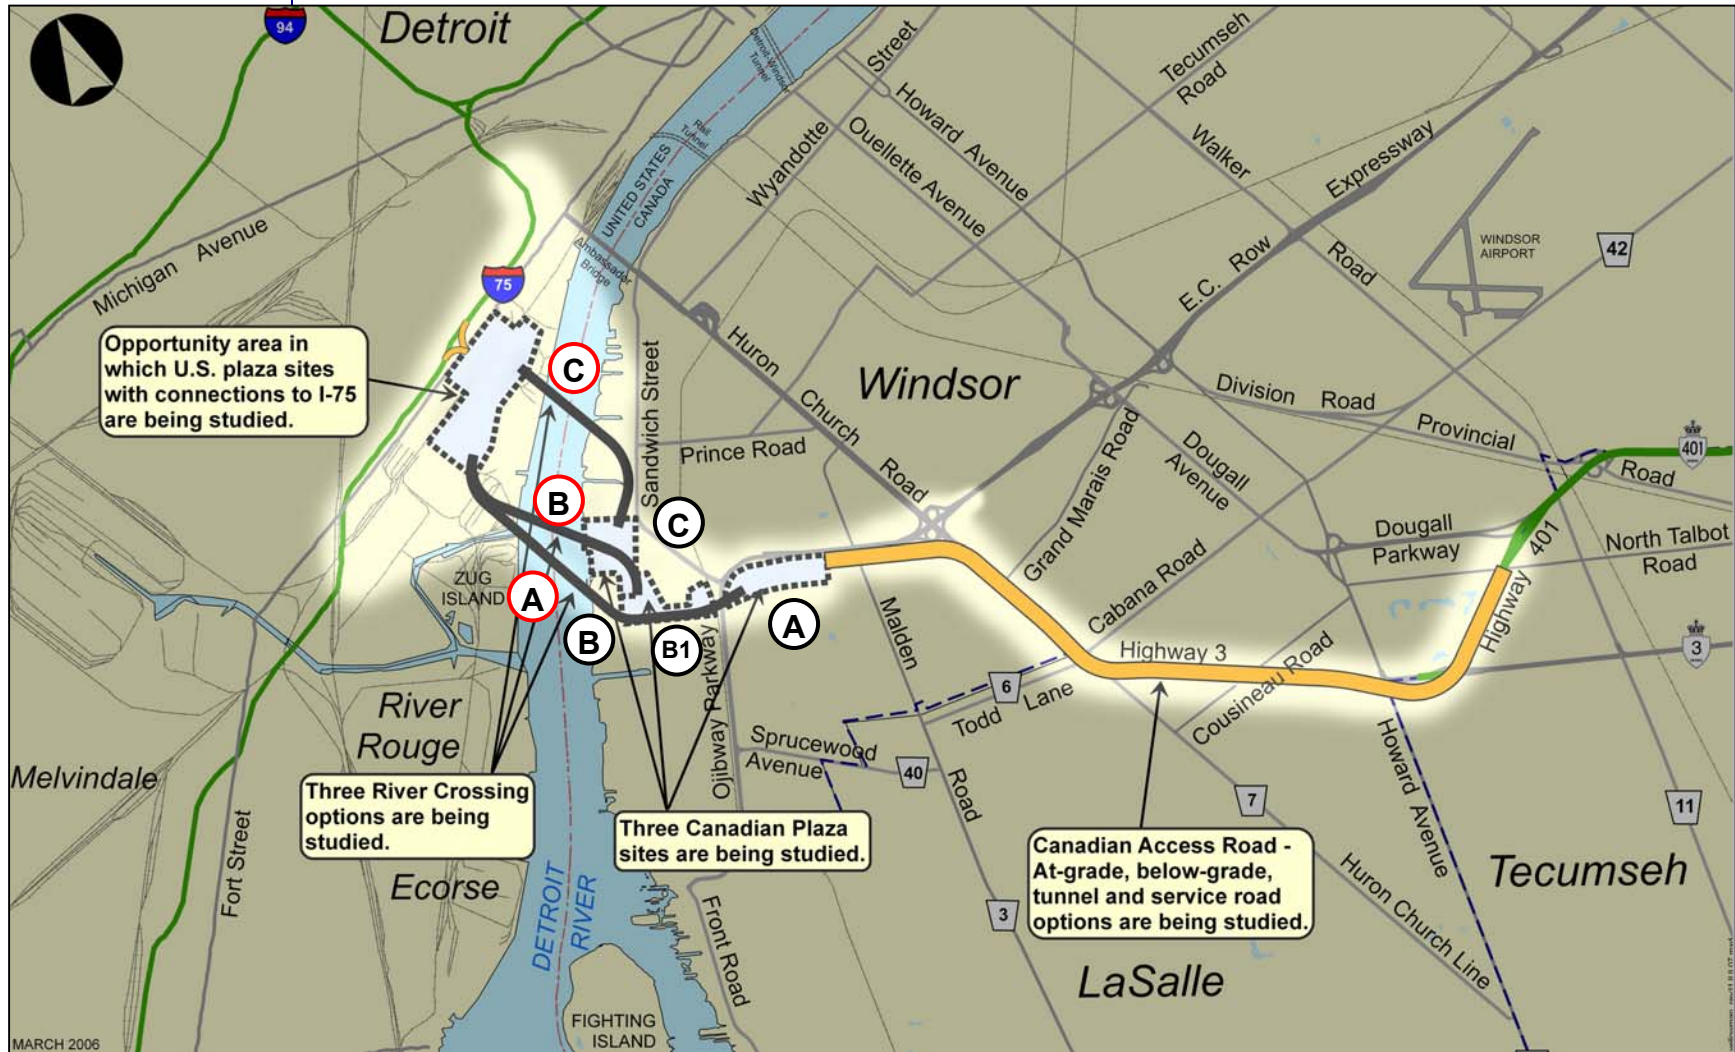 94
Detroit
Detroit-Windsor
Tunnel
Rail
Tunnel
UNITED STATES
CANADA
Ambassador
Bridge
Wyandotte
Street
Howard Avenue
Ouellette Avenue
Tecumseh
Road
Walker
Road
E.C. Row
Expressway
WINDSOR
AIRPORT
42
Michigan Avenue
75
Opportunity area in
which U.S. plaza sites
with connections to I-75
are being studied.
C
Sandwich Street
Huron
Church
Road
Windsor
Prince Road
Division Road
Provincial
Road
401
Grand Marais Road
Dougall
Avenue
Dougall
Parkway
401
Highway
North Talbot
Road
B
C
A
ZUG
ISLAND
B
B1
A
Ojibway Parkway
Malden
Road
Cabana Road
Highway 3
3
6
Todd Lane
Cousineau Road
Howard Avenue
River
Rouge
Melvindale
Sprucewood
Avenue
40
7
11
Three River Crossing
options are being
studied.
Three Canadian Plaza
sites are being studied.
Canadian Access Road -
At-grade, below-grade,
tunnel and service road
options are being studied.
Fort Street
Ecorse
DETROIT
RIVER
Front Road
3
Huron Church Line
Tecumseh
LaSalle
FIGHTING
ISLAND
MARCH 2006